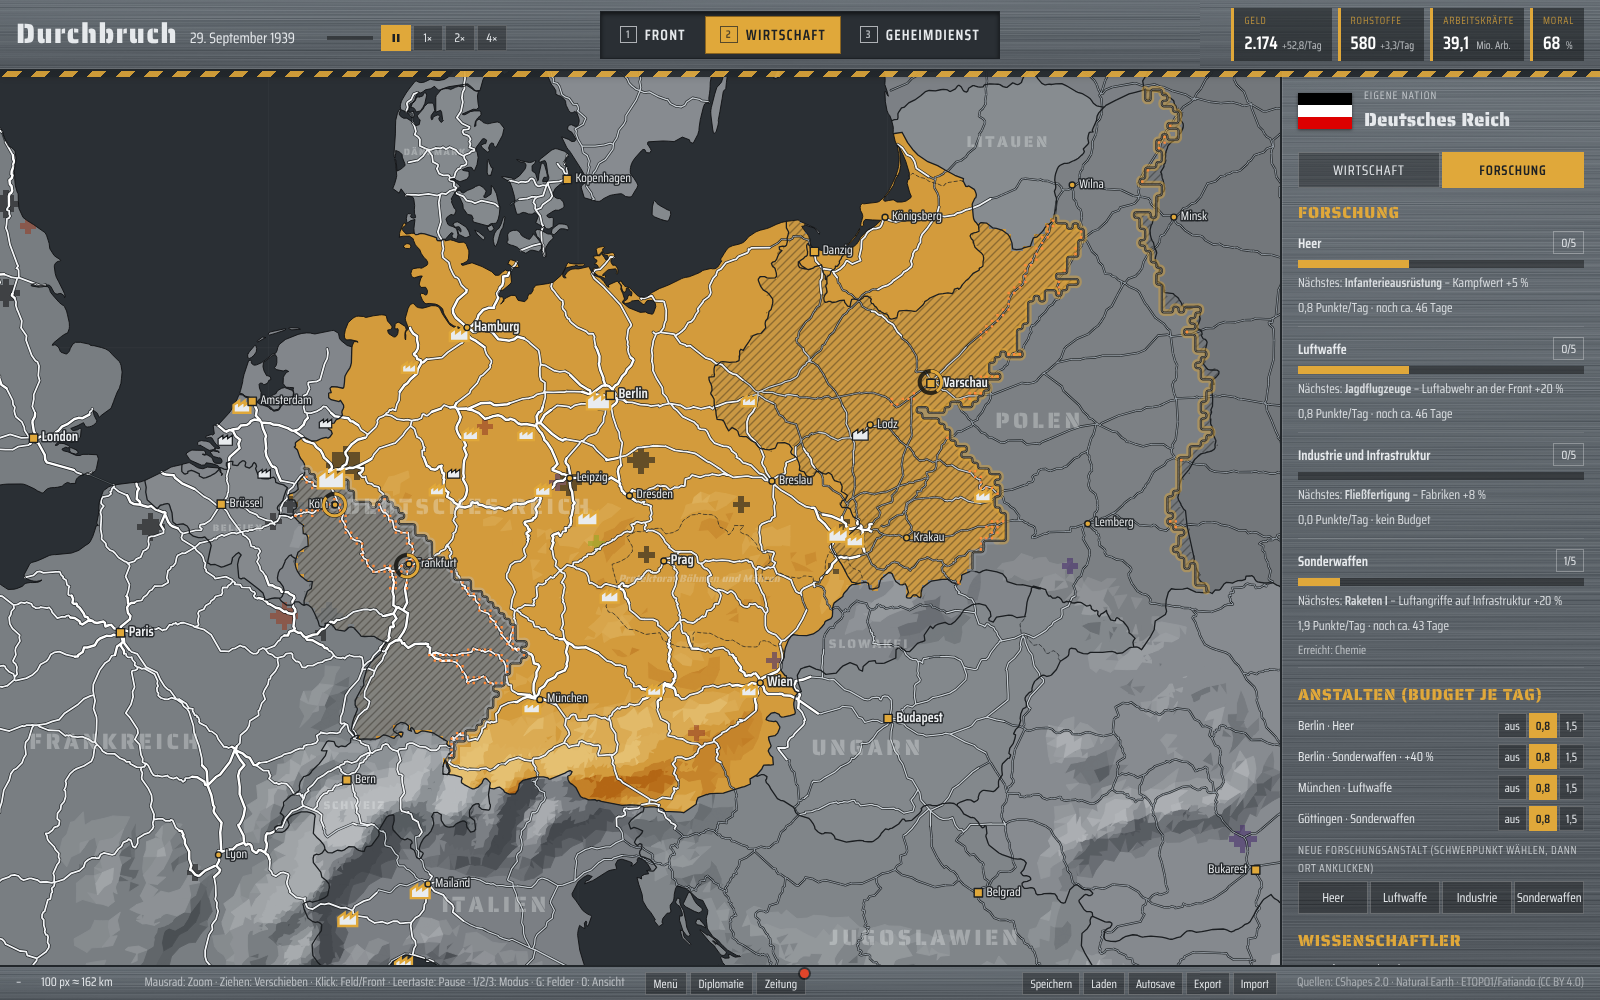 Durchbruch
29. September 1939
1× 2× 4×
1 FRONT 2 WIRTSCHAFT 3 GEHEIMDIENST
GELD
2.174 +52,8/Tag
ROHSTOFFE
580 +3,3/Tag
ARBEITSKRÄFTE
39,1 Mio. Arb.
MORAL
68 %
EIGENE NATION
Deutsches Reich
WIRTSCHAFT FORSCHUNG
FORSCHUNG
Heer 0/5
Nächstes: Infanterieausrüstung – Kampfwert +5 %
0,8 Punkte/Tag · noch ca. 46 Tage
Luftwaffe 0/5
Nächstes: Jagdflugzeuge – Luftabwehr an der Front +20 %
0,8 Punkte/Tag · noch ca. 46 Tage
Industrie und Infrastruktur 0/5
Nächstes: Fließfertigung – Fabriken +8 %
0,0 Punkte/Tag · kein Budget
Sonderwaffen 1/5
Nächstes: Raketen I – Luftangriffe auf Infrastruktur +20 %
1,9 Punkte/Tag · noch ca. 43 Tage
Erreicht: Chemie
ANSTALTEN (BUDGET JE TAG)
Berlin · Heer aus 0,8 1,5
Berlin · Sonderwaffen · +40 % aus 0,8 1,5
München · Luftwaffe aus 0,8 1,5
Göttingen · Sonderwaffen aus 0,8 1,5
NEUE FORSCHUNGSANSTALT (SCHWERPUNKT WÄHLEN, DANN
ORT ANKLICKEN)
Heer Luftwaffe Industrie Sonderwaffen
WISSENSCHAFTLER
LITAUEN
DÄNEMARK
Kopenhagen
Wilna
Königsberg
Minsk
Danzig
Hamburg
Warschau
Berlin
Amsterdam
POLEN
Lodz
London
Leipzig
Breslau
Dresden
Brüssel
Köln
DEUTSCHES REICH
BELGIEN
Lemberg
Krakau
Prag
Frankfurt
Protektorat Böhmen und Mähren
Paris
SLOWAKEI
Wien
München
Budapest
FRANKREICH
UNGARN
Bern
SCHWEIZ
Lyon
Bukarest
Mailand
Belgrad
ITALIEN
JUGOSLAWIEN
– 100 px ≈ 162 km
Mausrad: Zoom · Ziehen: Verschieben · Klick: Feld/Front · Leertaste: Pause · 1/2/3: Modus · G: Felder · O: Ansicht
Menü Diplomatie Zeitung
Speichern Laden Autosave Export Import
Quellen: CShapes 2.0 · Natural Earth · ETOPO1/Fatiando (CC BY 4.0)